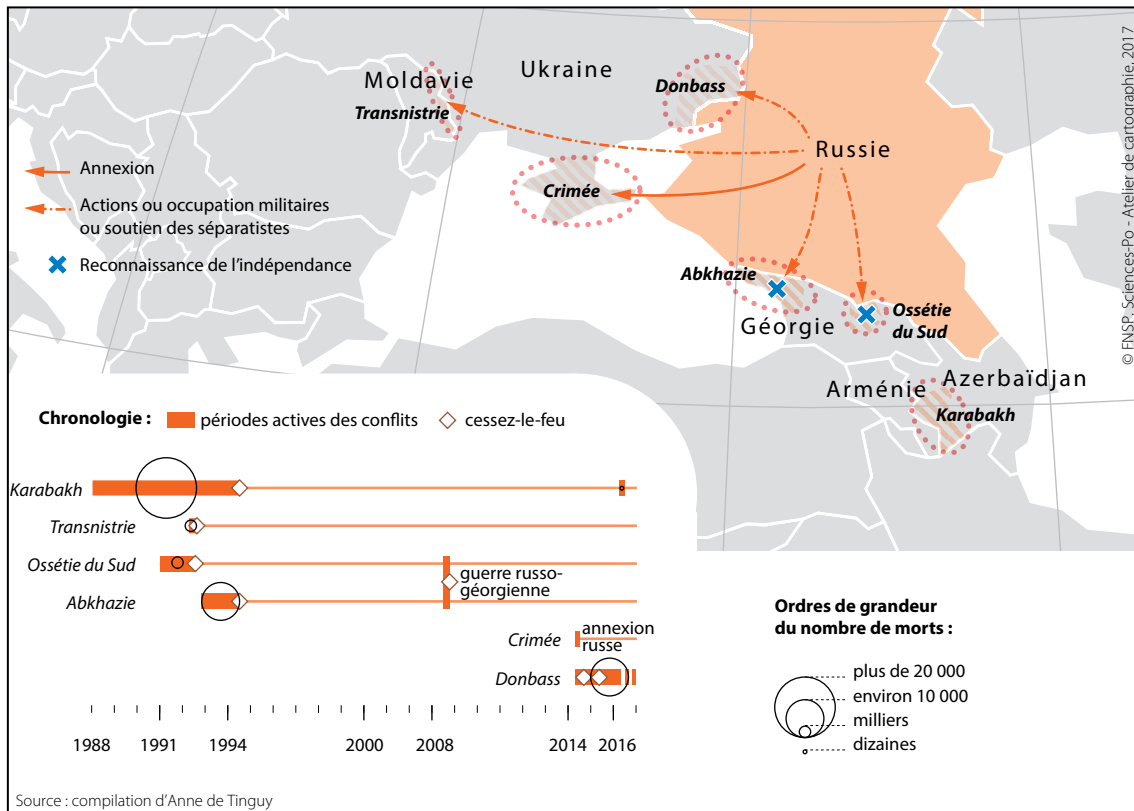 Moldavie
Transnistrie
Ukraine
Donbass
Russie
Crimée
Annexion
Actions ou occupation militaires
ou soutien des séparatistes
Reconnaissance de l'indépendance
Abkhazie
Géorgie
Ossétie
du Sud
Arménie
Azerbaïdjan
Karabakh
© FNSP. Sciences-Po - Atelier de cartographie, 2017
Chronologie :
périodes actives des conflits
cessez-le-feu
Karabakh
Transnistrie
Ossétie du Sud
guerre russo-
géorgienne
Abkhazie
Crimée
annexion
russe
Donbass
1988
1991
1994
2000
2008
2014
2016
Ordres de grandeur
du nombre de morts :
plus de 20 000
environ 10 000
milliers
dizaines
Source : compilation d'Anne de Tinguy